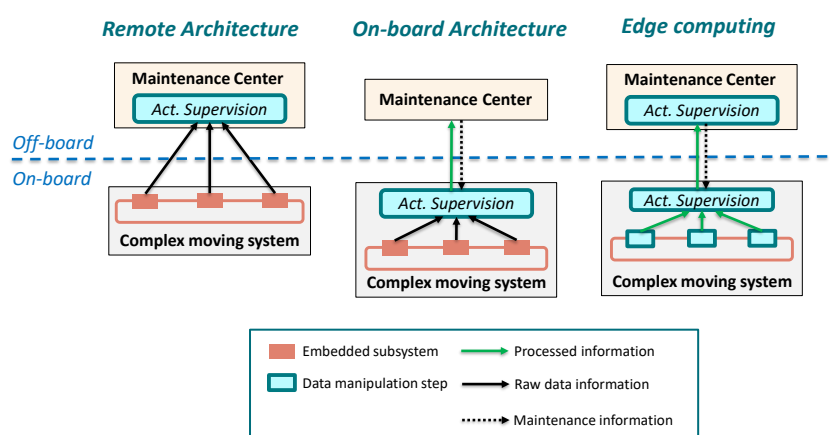 Remote Architecture
On-board Architecture
Edge computing
Maintenance Center
Act. Supervision
Maintenance Center
Maintenance Center
Act. Supervision
Off-board
On-board
Act. Supervision
Act. Supervision
Complex moving system
Complex moving system
Complex moving system
Embedded subsystem
Processed information
Data manipulation step
Raw data information
Maintenance information